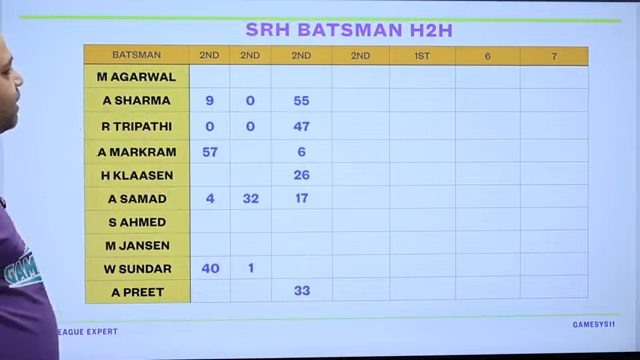 SRH BATSMAN H2H
BATSMAN 2ND 2ND 2ND 2ND 1ST 6 7
M AGARWAL
A SHARMA 9 0 55
R TRIPATHI 0 0 47
A MARKRAM 57 6
H KLAASEN 26
A SAMAD 4 32 17
S AHMED
M JANSEN
W SUNDAR 40 1
A PREET 33
EAGUE EXPERT
GAMESYS11
GAM